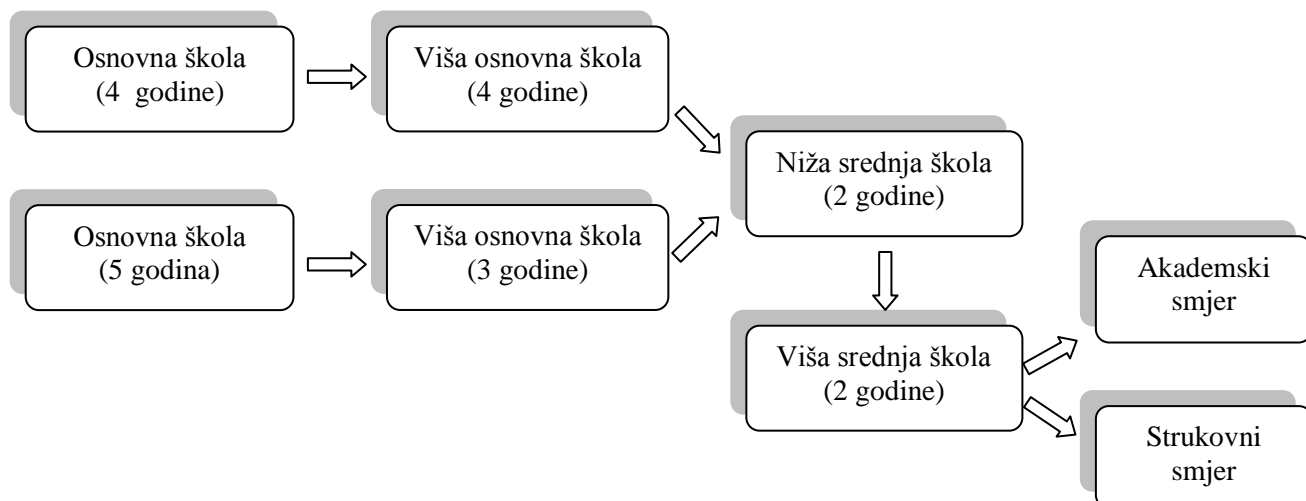 Osnovna škola
(4 godine)
Viša osnovna škola
(4 godine)
Niža srednja škola
(2 godine)
Osnovna škola
(5 godina)
Viša osnovna škola
(3 godine)
Akademski
smjer
Viša srednja škola
(2 godine)
Strukovni
smjer